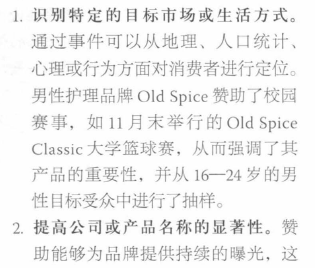 1. 识别特定的目标市场或生活方式。
通过事件可以从地理、人口统计、
心理或行为方面对消费者进行定位。
男性护理品牌 Old Spice 赞助了校园
赛事，如 11 月末举行的 Old Spice
Classic 大学篮球赛，从而强调了其
产品的重要性，并从 16—24 岁的男
性目标受众中进行了抽样。
2. 提高公司或产品名称的显著性。赞
助能够为品牌提供持续的曝光，这